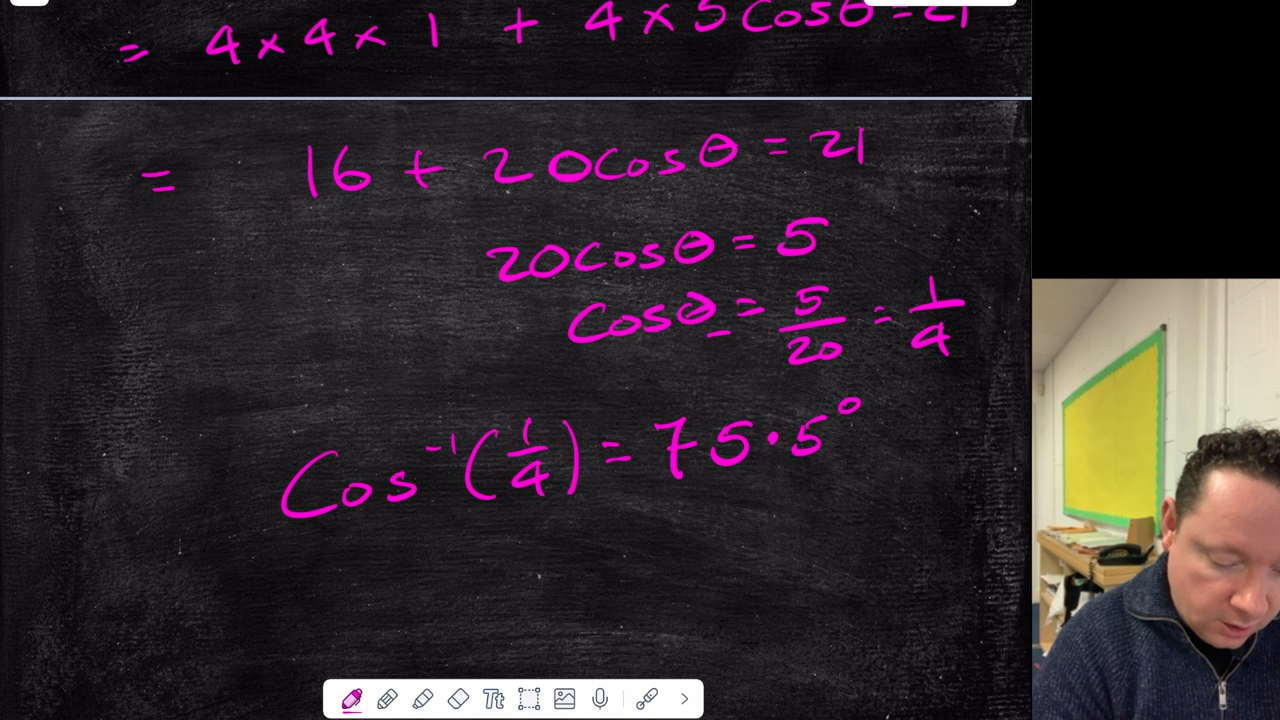 = 4 × 4 × 1 + 4 × 5 Cosθ = 21
= 16 + 20Cosθ = 21
20Cosθ = 5
Cosθ = 5/20 = 1/4
Cos⁻¹(1/4) = 75.5°
Tt